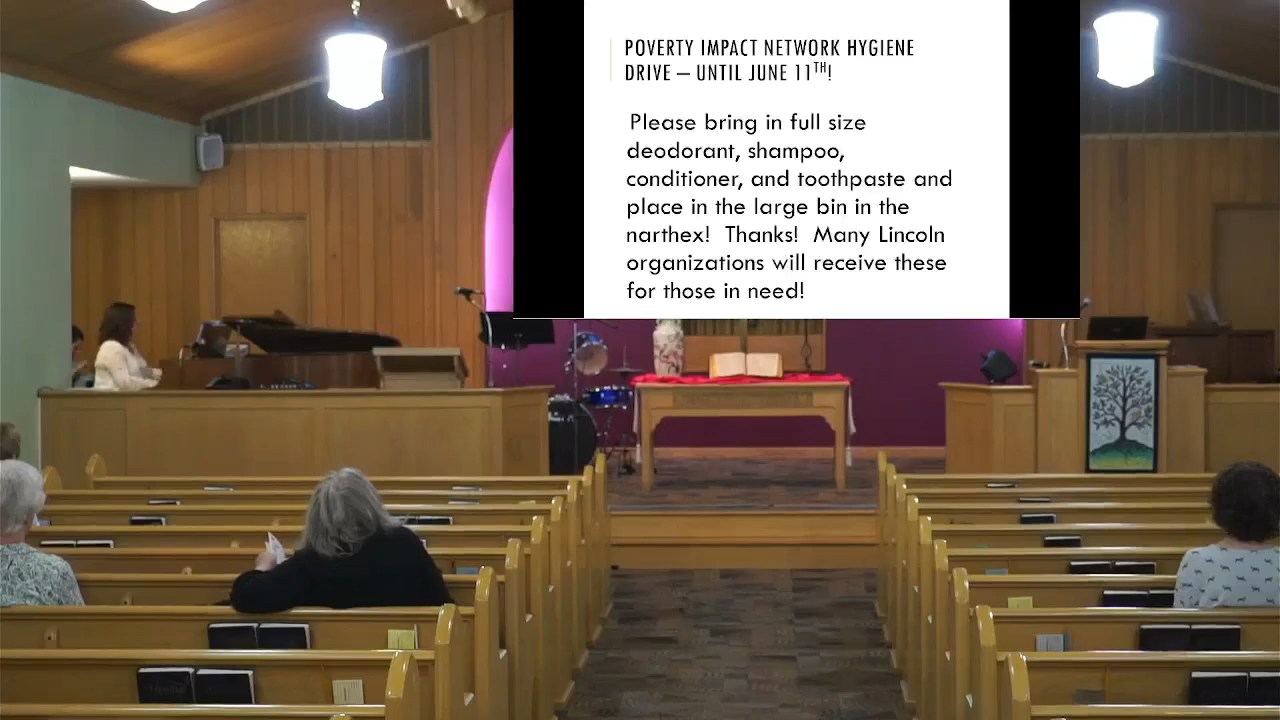 POVERTY IMPACT NETWORK HYGIENE
DRIVE – UNTIL JUNE 11TH!
Please bring in full size
deodorant, shampoo,
conditioner, and toothpaste and
place in the large bin in the
narthex! Thanks! Many Lincoln
organizations will receive these
for those in need!